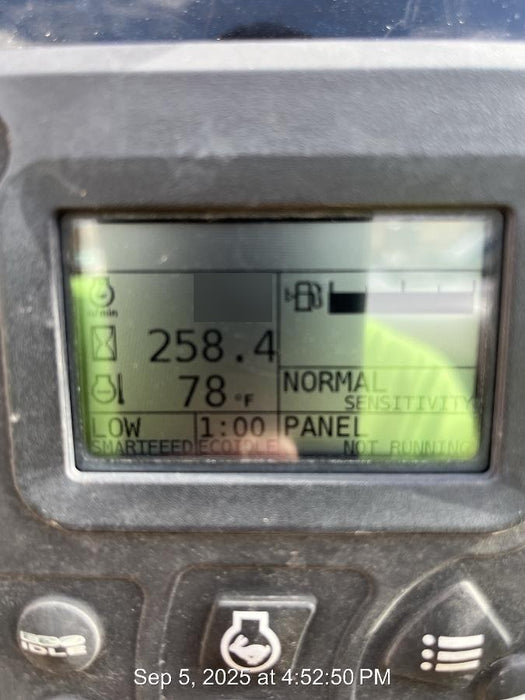 n/min
258.4
78 °F
NORMAL
SENSITIVITY
LOW 1:00 PANEL
SMARTFEED ECOIDLE NOT RUNNING
ECO
IDLE
Sep 5, 2025 at 4:52:50 PM